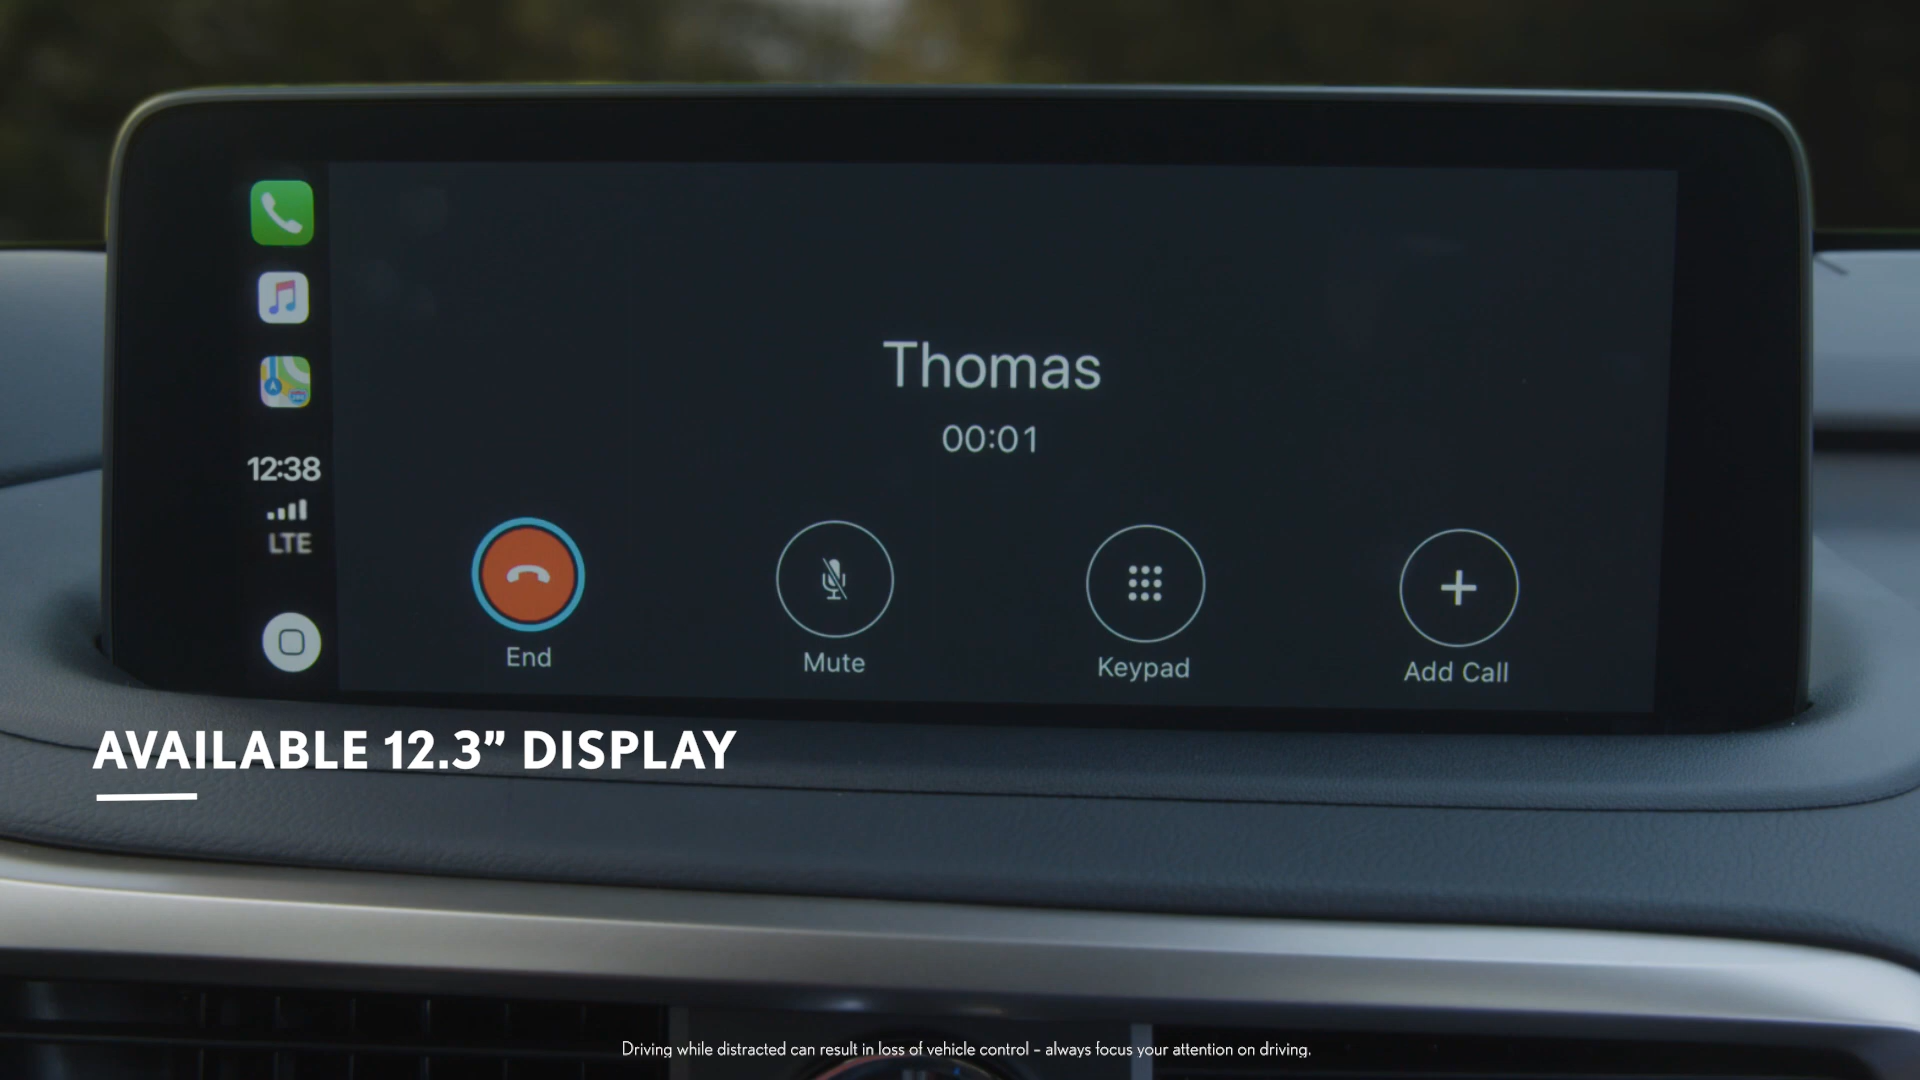 Thomas
00:01
12:38
LTE
End
Mute
Keypad
Add Call
AVAILABLE 12.3” DISPLAY
Driving while distracted can result in loss of vehicle control – always focus your attention on driving.